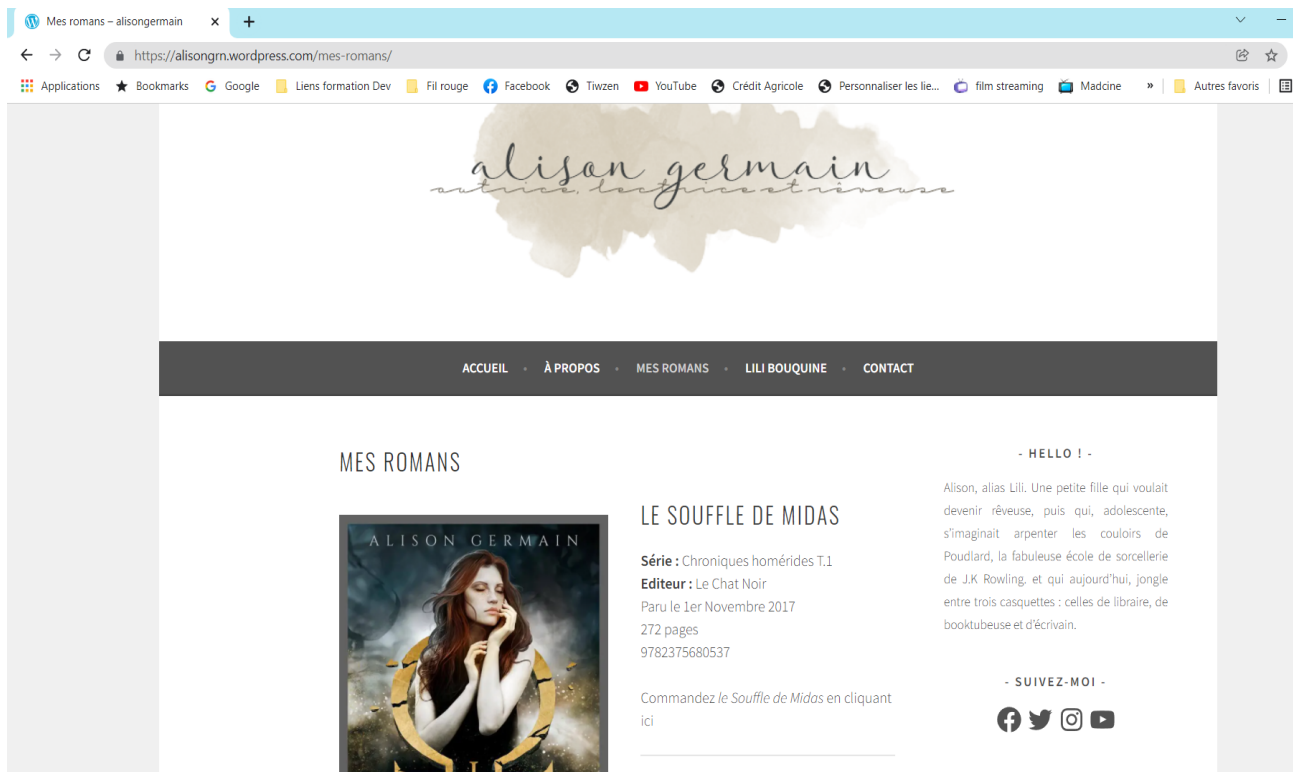 Mes romans – alisongermain
https://alisongrn.wordpress.com/mes-romans/
Applications Bookmarks Google Liens formation Dev Fil rouge Facebook Tiwzen YouTube Crédit Agricole Personnaliser les lie... film streaming Madcine » Autres favoris
alison germain
autrice, lectrice et rêveuse
ACCUEIL • À PROPOS • MES ROMANS • LILI BOUQUINE • CONTACT
MES ROMANS
ALISON GERMAIN
LE SOUFFLE DE MIDAS
Série : Chroniques homérides T.1
Editeur : Le Chat Noir
Paru le 1er Novembre 2017
272 pages
9782375680537
Commandez le Souffle de Midas en cliquant
ici
- HELLO ! -
Alison, alias Lili. Une petite fille qui voulait
devenir rêveuse, puis qui, adolescente,
s'imaginait arpenter les couloirs de
Poudlard, la fabuleuse école de sorcellerie
de J.K Rowling. et qui aujourd'hui, jongle
entre trois casquettes : celles de libraire, de
booktubeuse et d'écrivain.
- SUIVEZ-MOI -